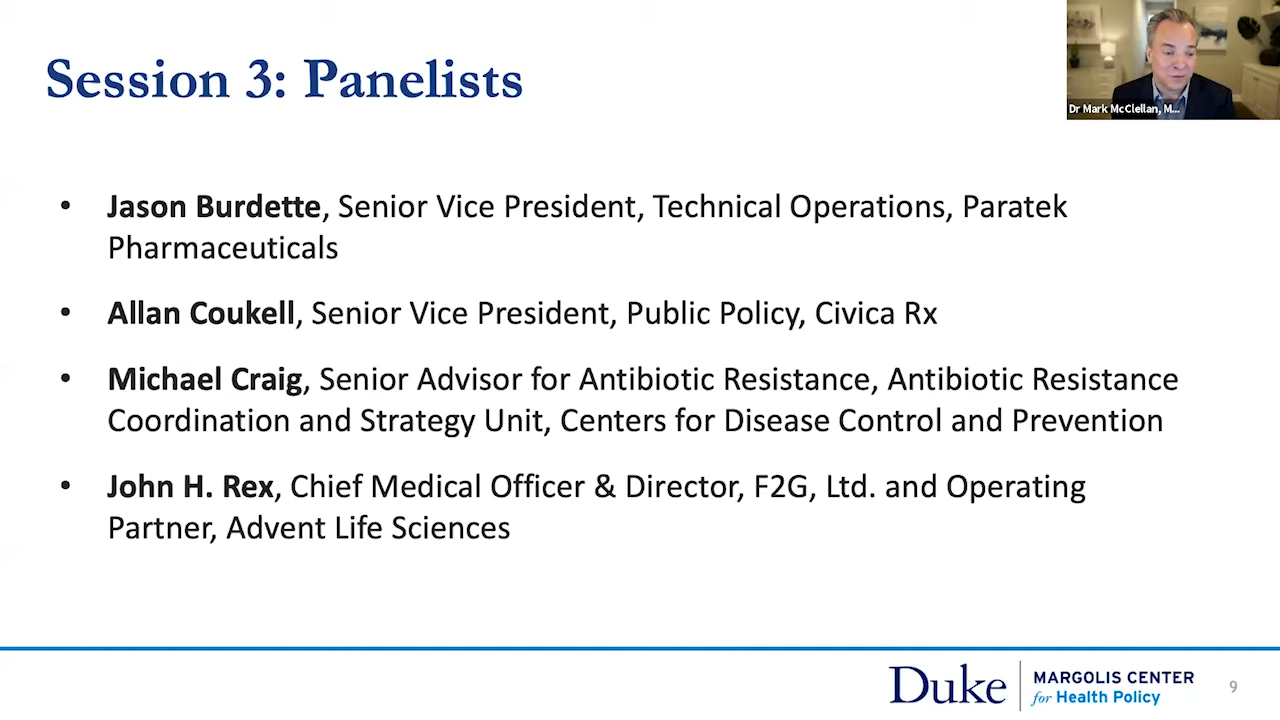 Session 3: Panelists
Dr Mark McClellan, M...
• Jason Burdette, Senior Vice President, Technical Operations, Paratek
Pharmaceuticals
• Allan Coukell, Senior Vice President, Public Policy, Civica Rx
• Michael Craig, Senior Advisor for Antibiotic Resistance, Antibiotic Resistance
Coordination and Strategy Unit, Centers for Disease Control and Prevention
• John H. Rex, Chief Medical Officer & Director, F2G, Ltd. and Operating
Partner, Advent Life Sciences
Duke
MARGOLIS CENTER
for Health Policy
9